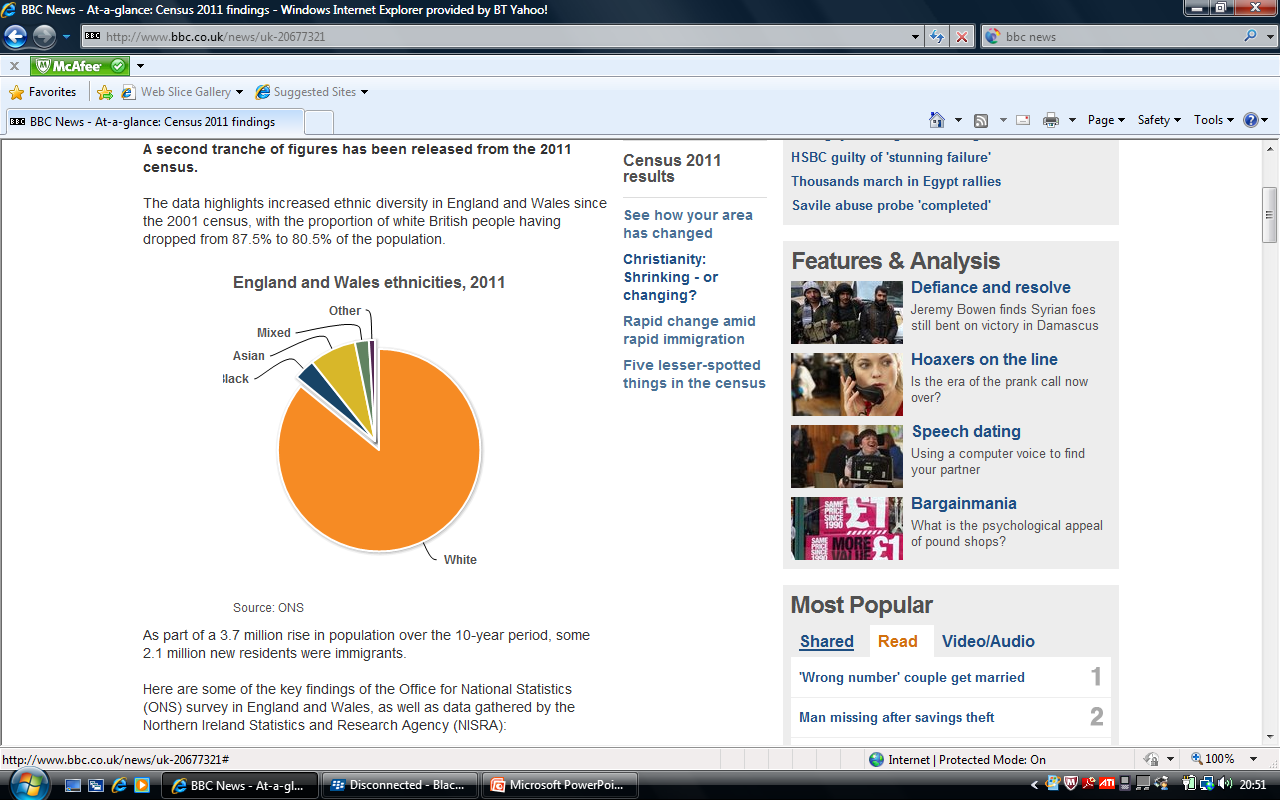 BBC News - At-a-glance: Census 2011 findings - Windows Internet Explorer provided by BT Yahoo!
http://www.bbc.co.uk/news/uk-20677321
bbc news
McAfee
Favorites
Web Slice Gallery
Suggested Sites
BBC News - At-a-glance: Census 2011 findings
Page
Safety
Tools
A second tranche of figures has been released from the 2011
census.
The data highlights increased ethnic diversity in England and Wales since
the 2001 census, with the proportion of white British people having
dropped from 87.5% to 80.5% of the population.
England and Wales ethnicities, 2011
Other
Mixed
Asian
Black
White
Source: ONS
As part of a 3.7 million rise in population over the 10-year period, some
2.1 million new residents were immigrants.
Here are some of the key findings of the Office for National Statistics
(ONS) survey in England and Wales, as well as data gathered by the
Northern Ireland Statistics and Research Agency (NISRA):
Census 2011
results
See how your area
has changed
Christianity:
Shrinking - or
changing?
Rapid change amid
rapid immigration
Five lesser-spotted
things in the census
HSBC guilty of 'stunning failure'
Thousands march in Egypt rallies
Savile abuse probe 'completed'
Features & Analysis
Defiance and resolve
Jeremy Bowen finds Syrian foes
still bent on victory in Damascus
Hoaxers on the line
Is the era of the prank call now
over?
Speech dating
Using a computer voice to find
your partner
SAME PRICE SINCE 1990 £1
MORE VALUE £1
Bargainmania
What is the psychological appeal
of pound shops?
Most Popular
Shared Read Video/Audio
'Wrong number' couple get married 1
Man missing after savings theft 2
http://www.bbc.co.uk/news/uk-20677321#
Internet | Protected Mode: On
100%
BBC News - At-a-gl...
Disconnected - Blac...
Microsoft PowerPoi...
20:51